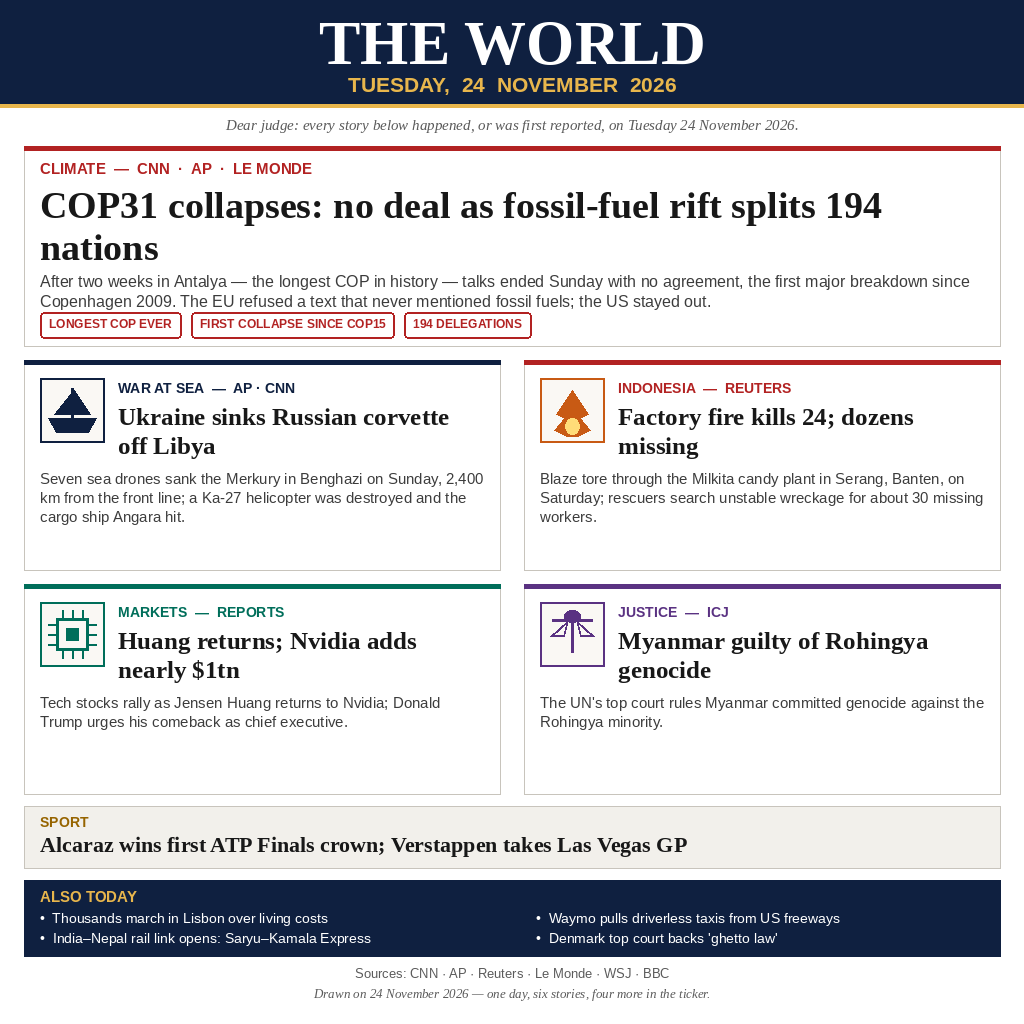 THE WORLD
TUESDAY, 24 NOVEMBER 2026
Dear judge: every story below happened, or was first reported, on Tuesday 24 November 2026.
CLIMATE — CNN · AP · LE MONDE
COP31 collapses: no deal as fossil-fuel rift splits 194
nations
After two weeks in Antalya — the longest COP in history — talks ended Sunday with no agreement, the first major breakdown since
Copenhagen 2009. The EU refused a text that never mentioned fossil fuels; the US stayed out.
LONGEST COP EVER
FIRST COLLAPSE SINCE COP15
194 DELEGATIONS
WAR AT SEA — AP · CNN
Ukraine sinks Russian corvette
off Libya
Seven sea drones sank the Merkury in Benghazi on Sunday, 2,400
km from the front line; a Ka-27 helicopter was destroyed and the
cargo ship Angara hit.
INDONESIA — REUTERS
Factory fire kills 24; dozens
missing
Blaze tore through the Milkita candy plant in Serang, Banten, on
Saturday; rescuers search unstable wreckage for about 30 missing
workers.
MARKETS — REPORTS
Huang returns; Nvidia adds
nearly $1tn
Tech stocks rally as Jensen Huang returns to Nvidia; Donald
Trump urges his comeback as chief executive.
JUSTICE — ICJ
Myanmar guilty of Rohingya
genocide
The UN's top court rules Myanmar committed genocide against the
Rohingya minority.
SPORT
Alcaraz wins first ATP Finals crown; Verstappen takes Las Vegas GP
ALSO TODAY
• Thousands march in Lisbon over living costs
• India–Nepal rail link opens: Saryu–Kamala Express
• Waymo pulls driverless taxis from US freeways
• Denmark top court backs 'ghetto law'
Sources: CNN · AP · Reuters · Le Monde · WSJ · BBC
Drawn on 24 November 2026 — one day, six stories, four more in the ticker.